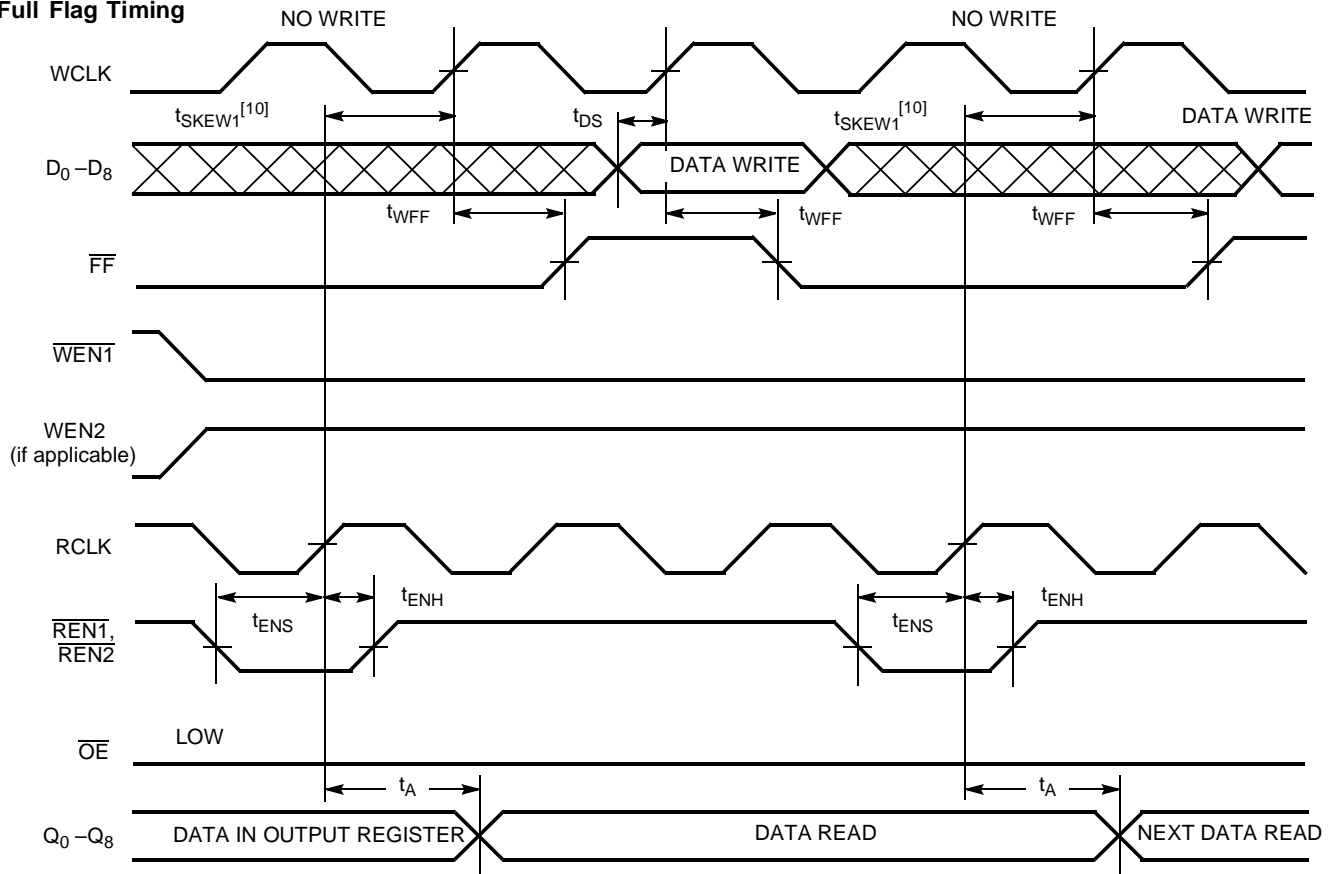 Full Flag Timing
NO WRITE
NO WRITE
WCLK
tSKEW1[10]
tDS
tSKEW1[10]
DATA WRITE
D0 –D8
DATA WRITE
tWFF
tWFF
tWFF
FF
WEN1
WEN2
(if applicable)
RCLK
tENS
tENH
tENS
tENH
REN1,
REN2
OE
LOW
tA
tA
Q0 –Q8
DATA IN OUTPUT REGISTER
DATA READ
NEXT DATA READ